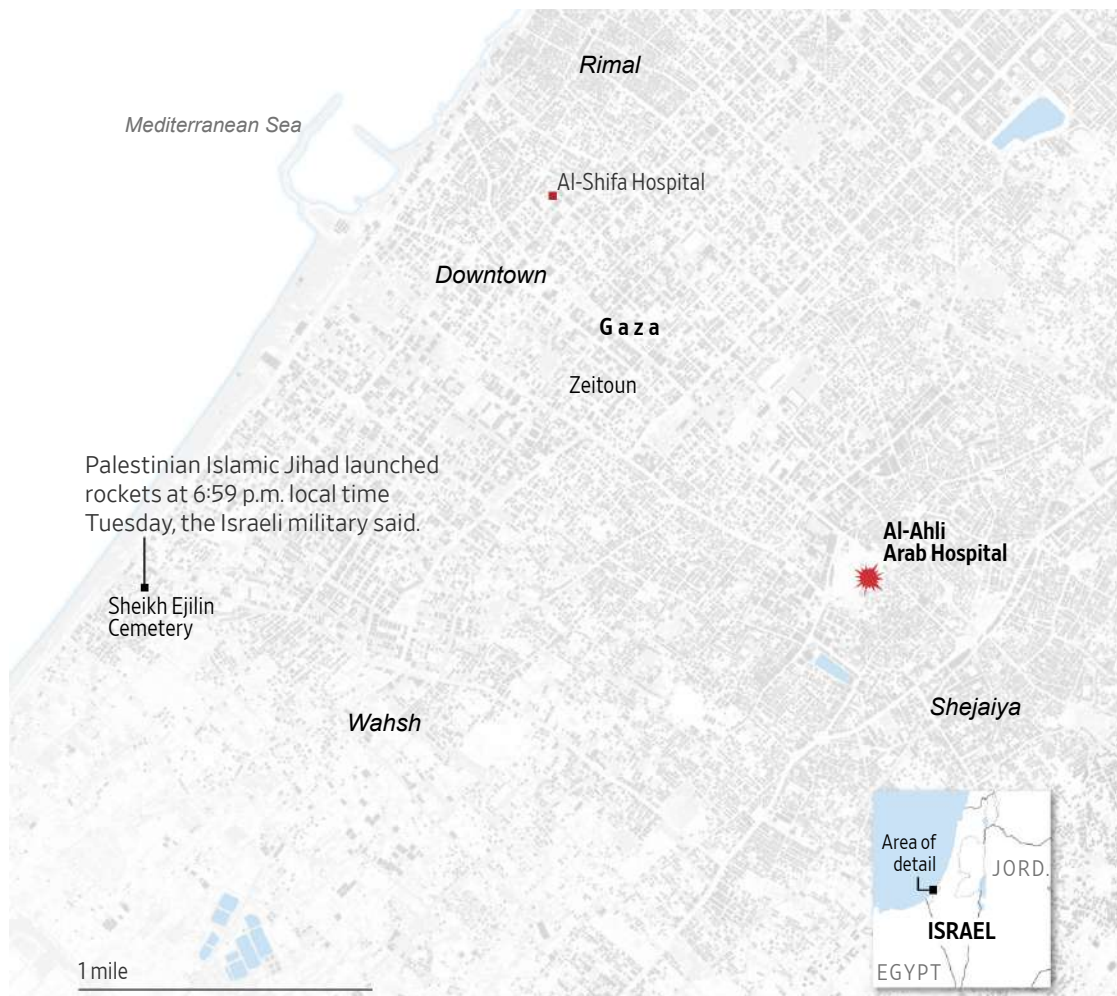 Rimal
Mediterranean Sea
Al-Shifa Hospital
Downtown
Gaza
Zeitoun
Palestinian Islamic Jihad launched
rockets at 6:59 p.m. local time
Tuesday, the Israeli military said.
Al-Ahli
Arab Hospital
Sheikh Ejilin
Cemetery
Wahsh
Shejaiya
Area of
detail
JORD.
ISRAEL
EGYPT
1 mile